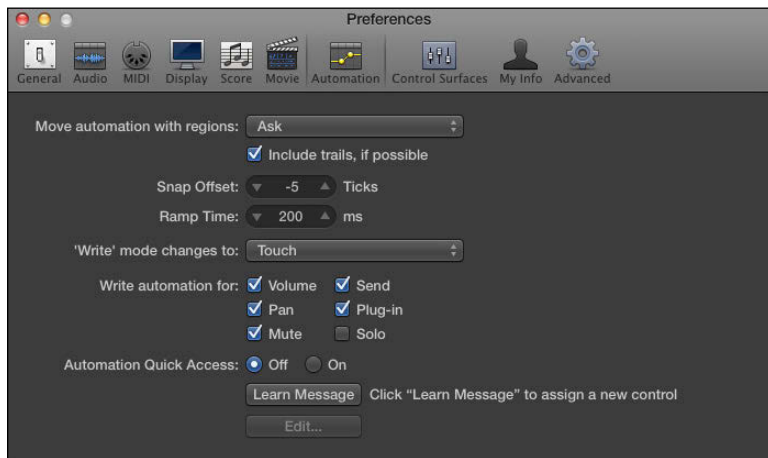 Preferences
General Audio MIDI Display Score Movie Automation Control Surfaces My Info Advanced
Move automation with regions: Ask
Include trails, if possible
Snap Offset: -5 Ticks
Ramp Time: 200 ms
'Write' mode changes to: Touch
Write automation for: Volume Send
Pan Plug-in
Mute Solo
Automation Quick Access: Off On
Learn Message Click “Learn Message” to assign a new control
Edit...